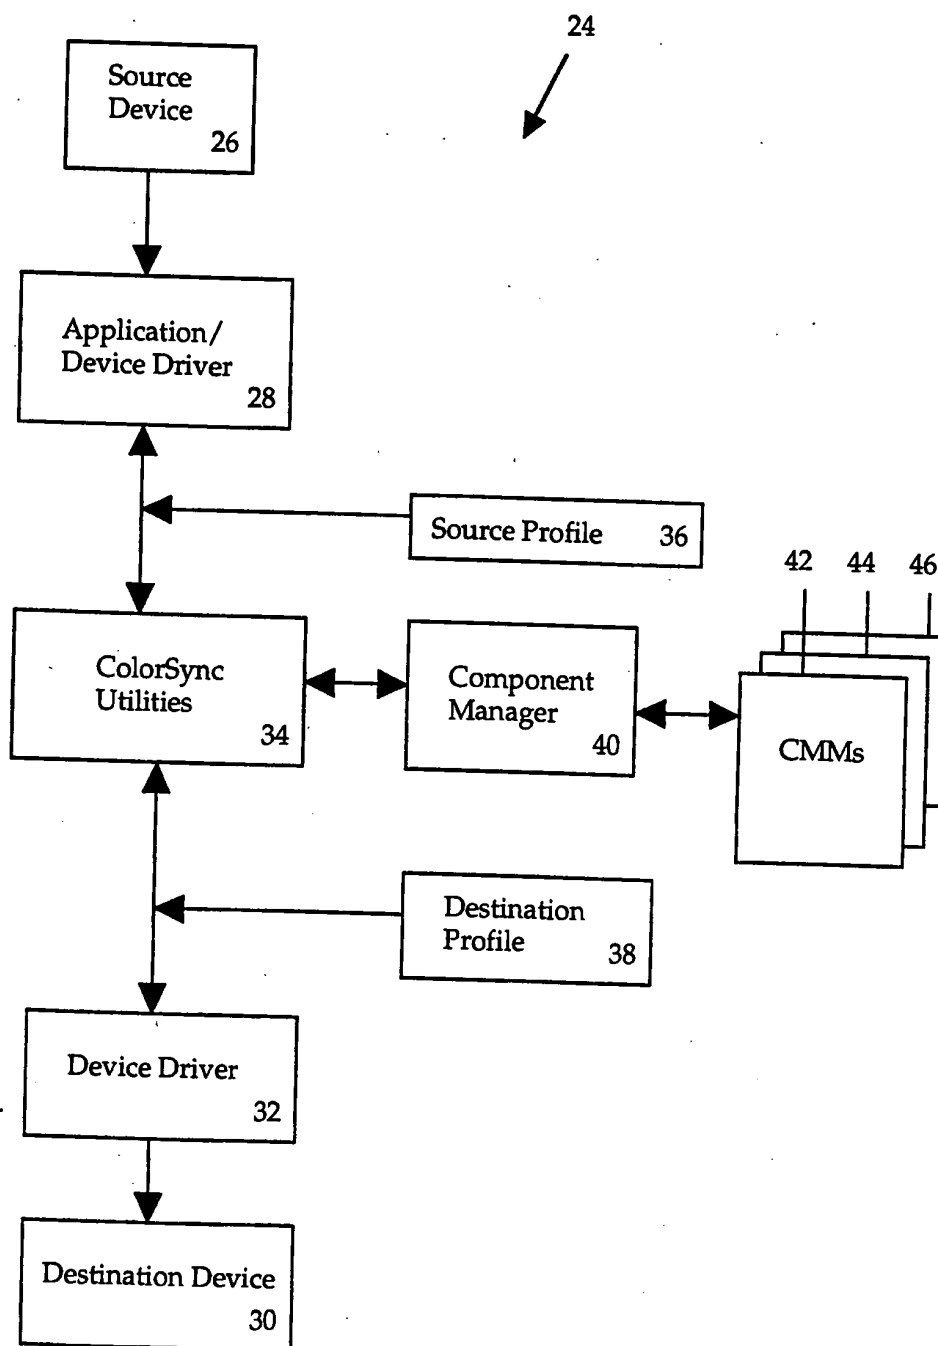 24
Source
Device
26
Application/
Device Driver
28
Source Profile 36
42 44 46
ColorSync
Utilities
34
Component
Manager
40
CMMs
Destination
Profile
38
Device Driver
32
Destination Device
30